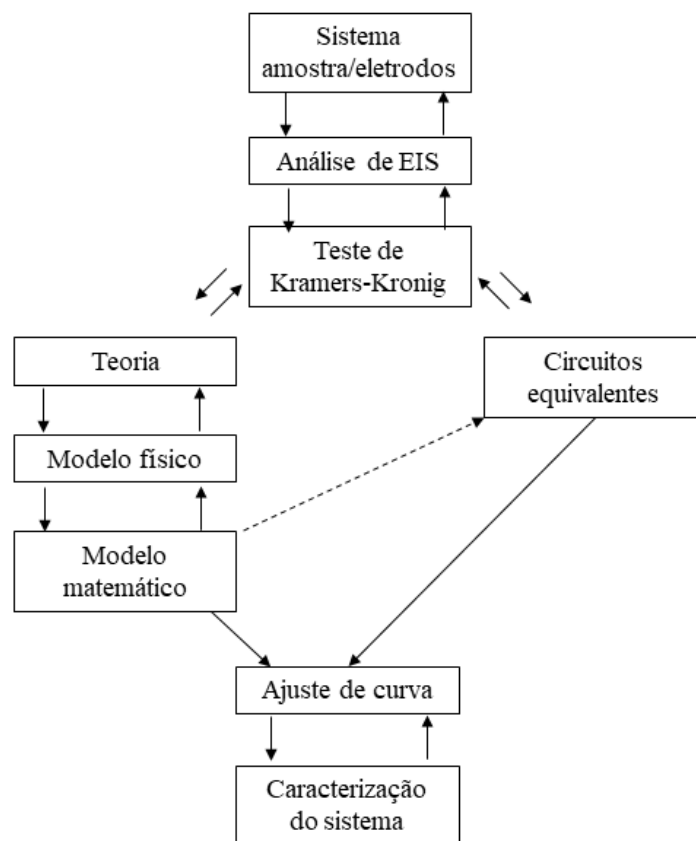 Sistema
amostra/eletrodos
Análise de EIS
Teste de
Kramers-Kronig
Teoria
Circuitos
equivalentes
Modelo físico
Modelo
matemático
Ajuste de curva
Caracterização
do sistema